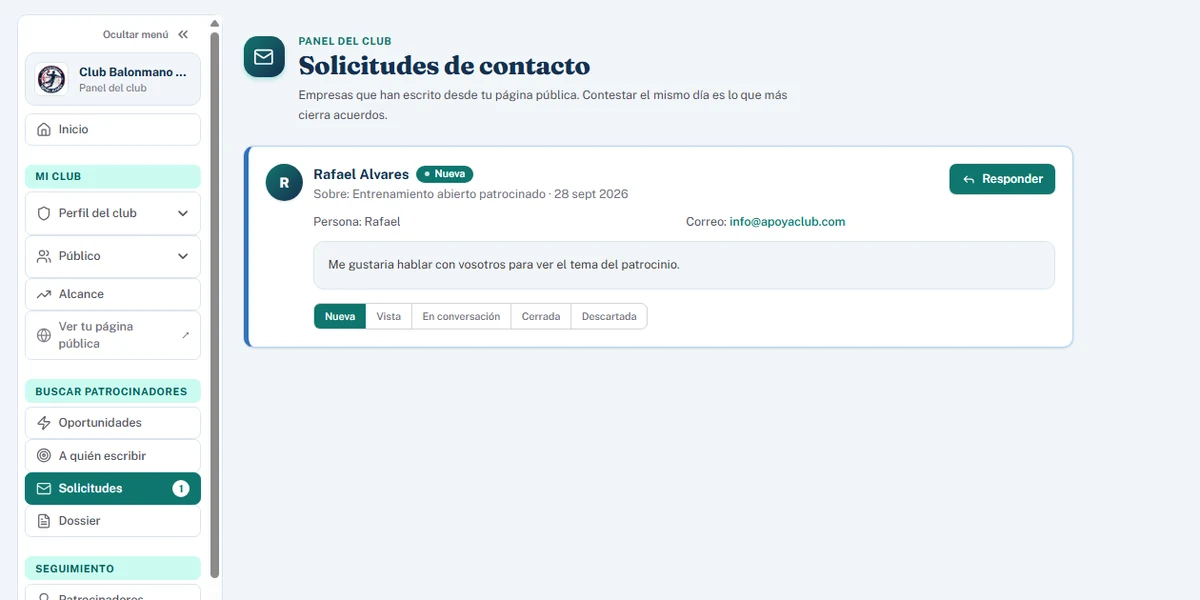 Ocultar menú
Club Balonmano ...
Panel del club
Inicio
MI CLUB
Perfil del club
Público
Alcance
Ver tu página
pública
BUSCAR PATROCINADORES
Oportunidades
A quién escribir
Solicitudes 1
Dossier
SEGUIMIENTO
Patrocinadores
PANEL DEL CLUB
Solicitudes de contacto
Empresas que han escrito desde tu página pública. Contestar el mismo día es lo que más
cierra acuerdos.
R
Rafael Alvares Nueva
Responder
Sobre: Entrenamiento abierto patrocinado · 28 sept 2026
Persona: Rafael Correo: info@apoyaclub.com
Me gustaria hablar con vosotros para ver el tema del patrocinio.
Nueva Vista En conversación Cerrada Descartada